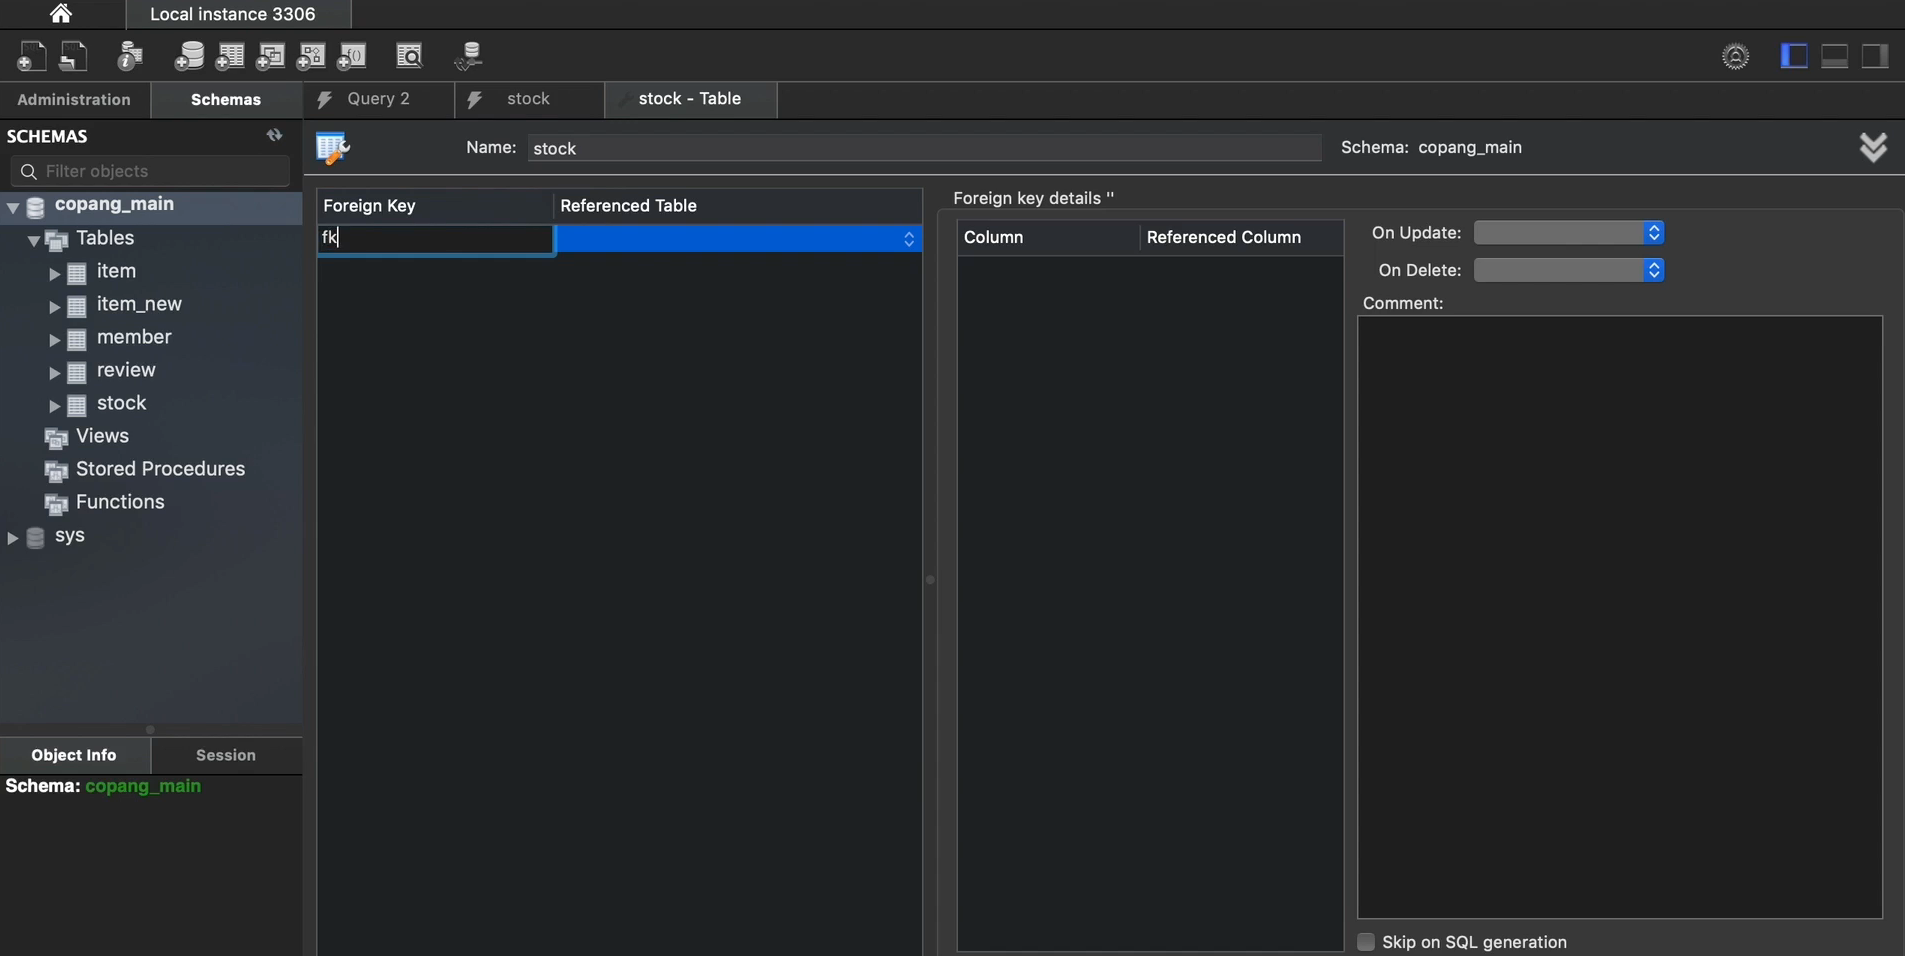 Local instance 3306
Administration
Schemas
Query 2
stock
stock - Table
SCHEMAS
Filter objects
copang_main
Tables
item
item_new
member
review
stock
Views
Stored Procedures
Functions
sys
Object Info
Session
Schema: copang_main
Name: stock
Schema: copang_main
Foreign Key
Referenced Table
fk
Foreign key details ''
Column
Referenced Column
On Update:
On Delete:
Comment:
Skip on SQL generation